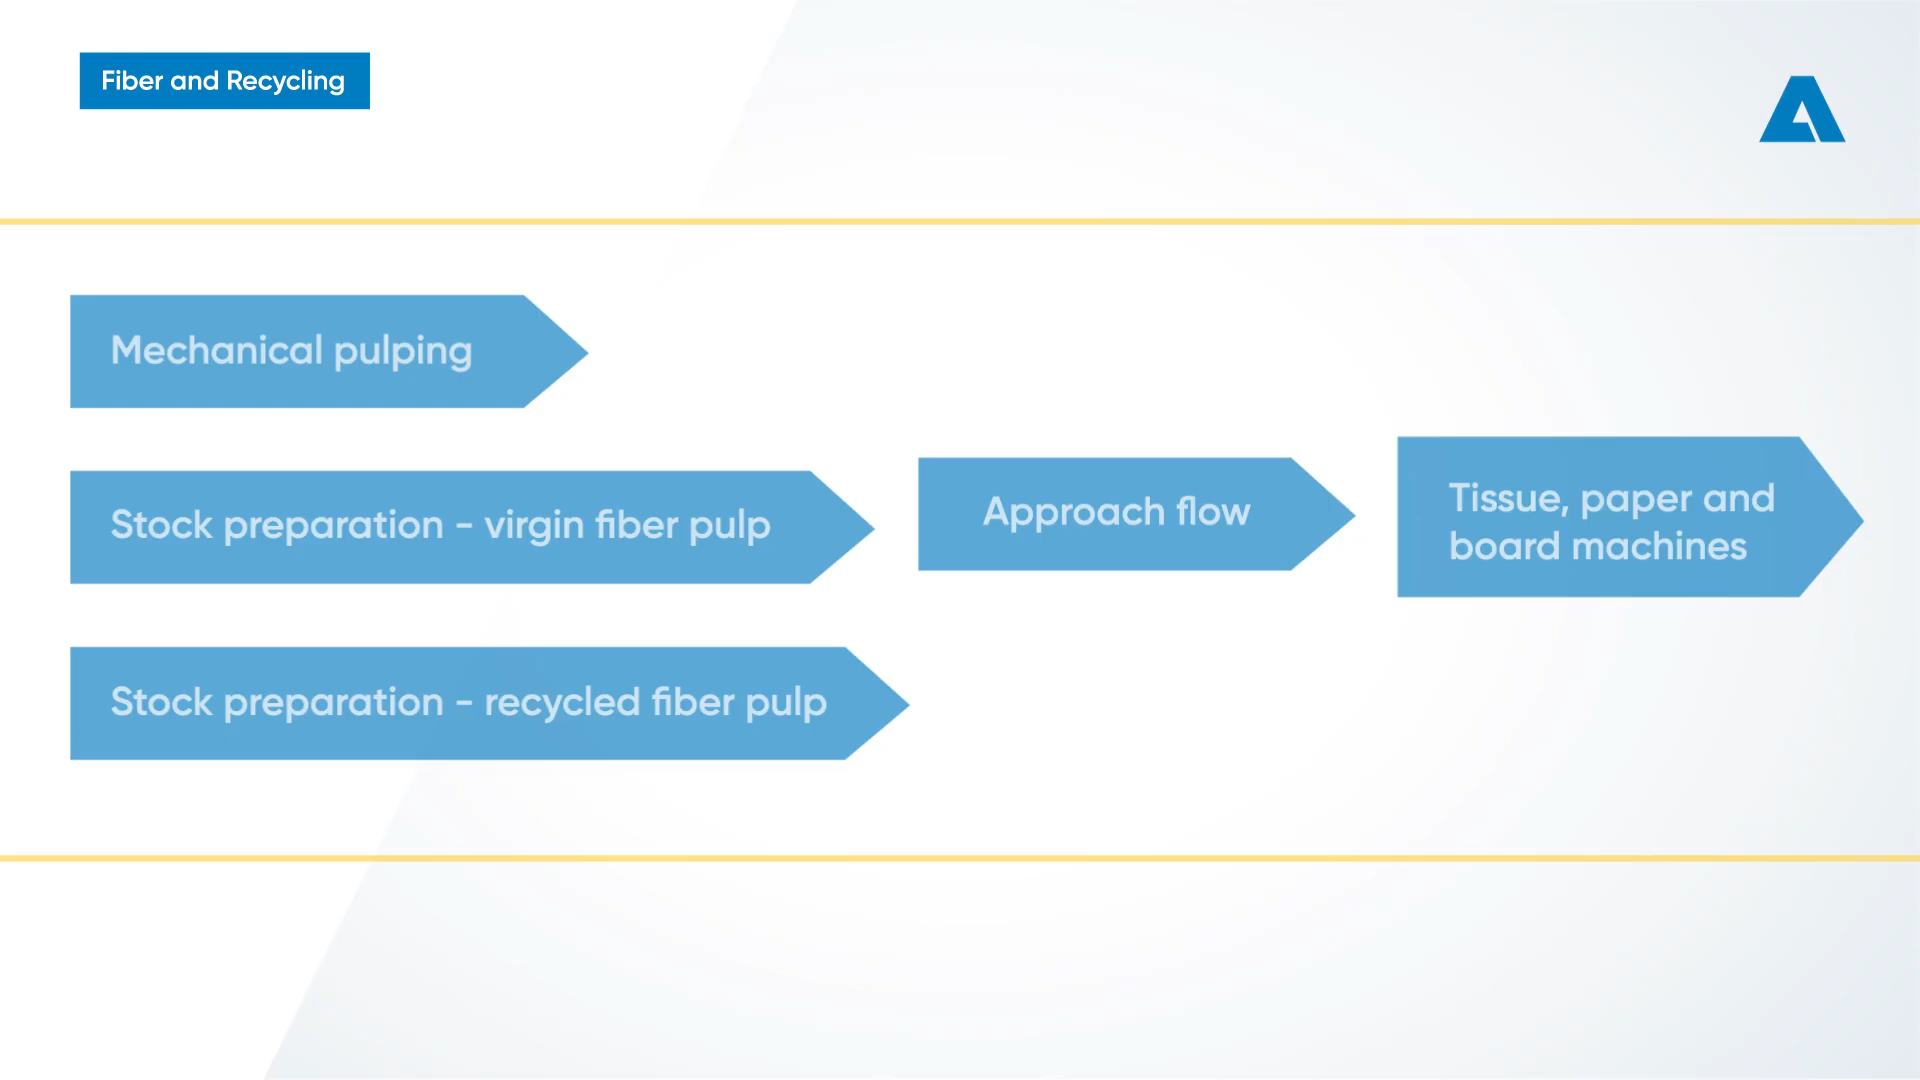 Fiber and Recycling
Mechanical pulping
Stock preparation - virgin fiber pulp
Stock preparation - recycled fiber pulp
Approach flow
Tissue, paper and
board machines